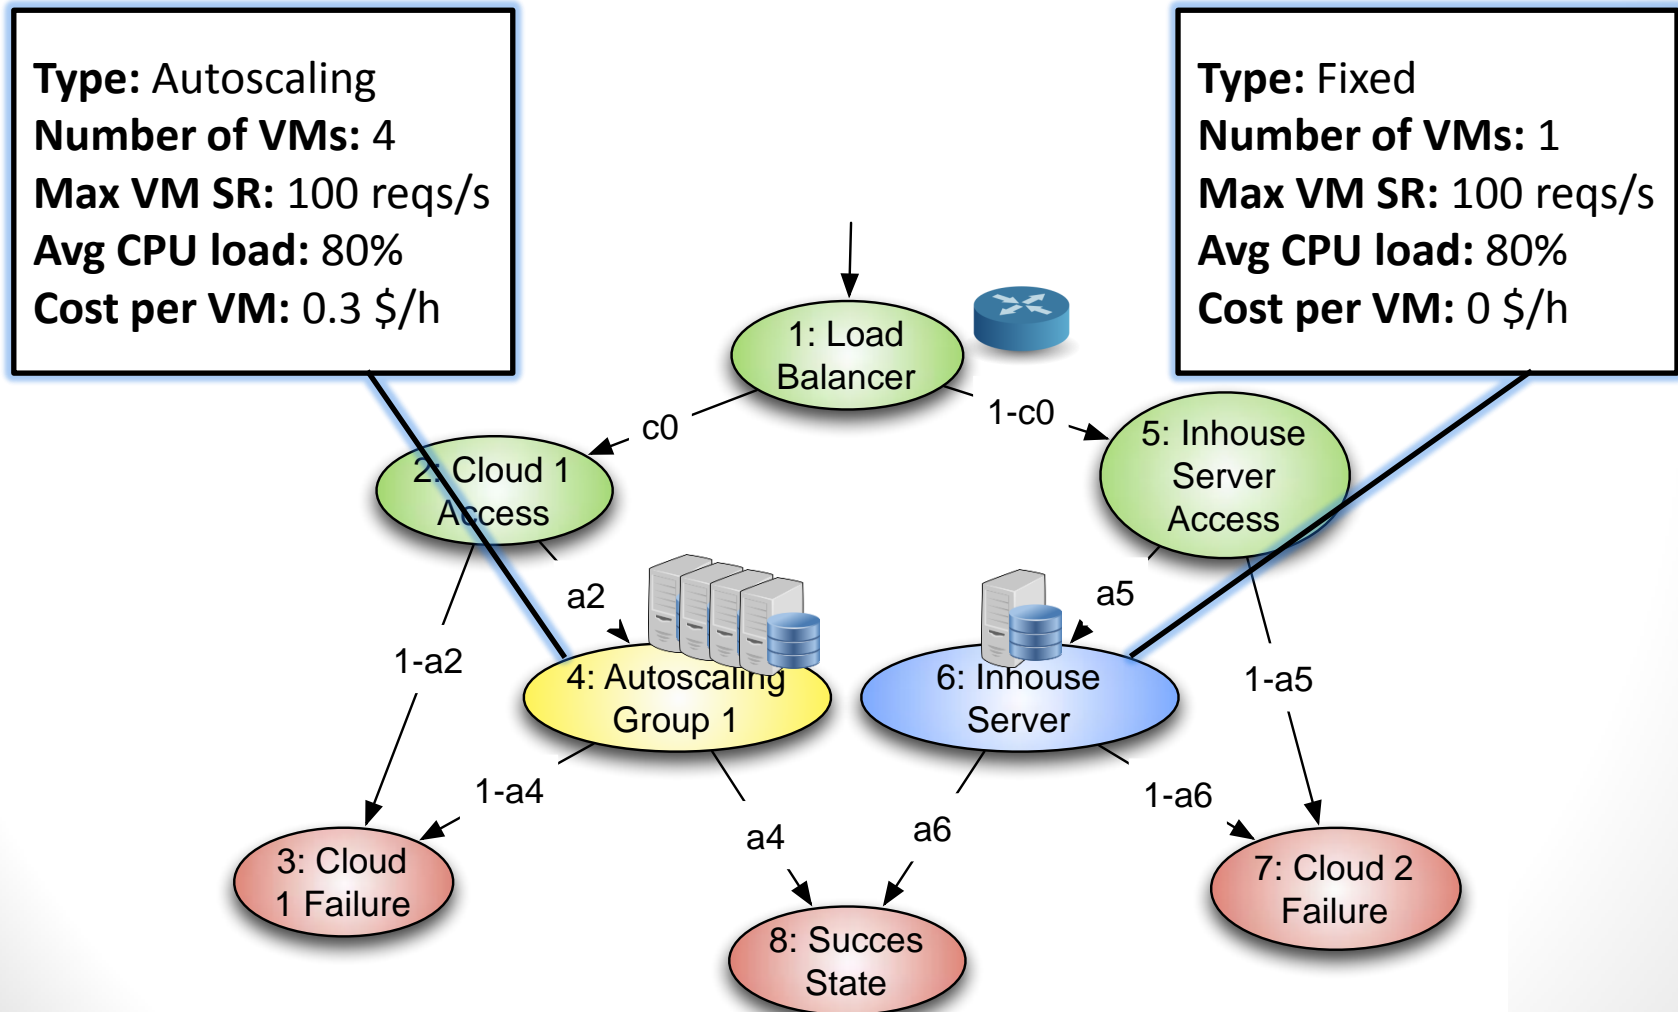 Type: Autoscaling
Number of VMs: 4
Max VM SR: 100 reqs/s
Avg CPU load: 80%
Cost per VM: 0.3 $/h
Type: Fixed
Number of VMs: 1
Max VM SR: 100 reqs/s
Avg CPU load: 80%
Cost per VM: 0 $/h
1: Load
Balancer
c0
1-c0
2: Cloud 1
Access
5: Inhouse
Server
Access
a2
a5
1-a2
4: Autoscaling
Group 1
6: Inhouse
Server
1-a5
1-a4
a4
a6
1-a6
3: Cloud
1 Failure
7: Cloud 2
Failure
8: Succes
State